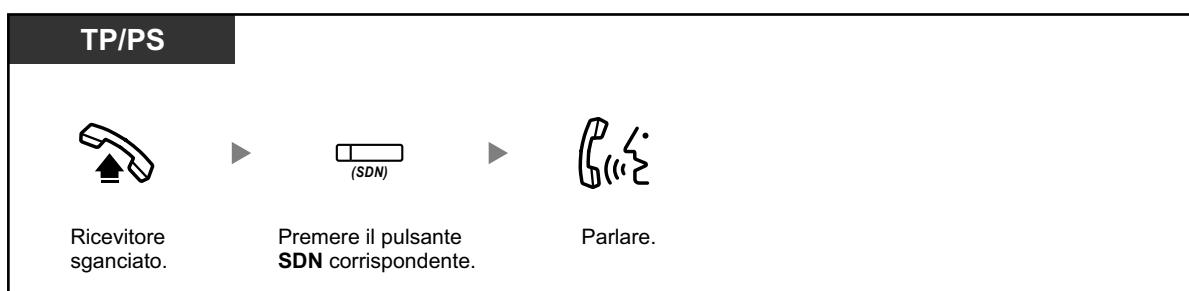 TP/PS
(SDN)
Ricevitore
sganciato.
Premere il pulsante
SDN corrispondente.
Parlare.